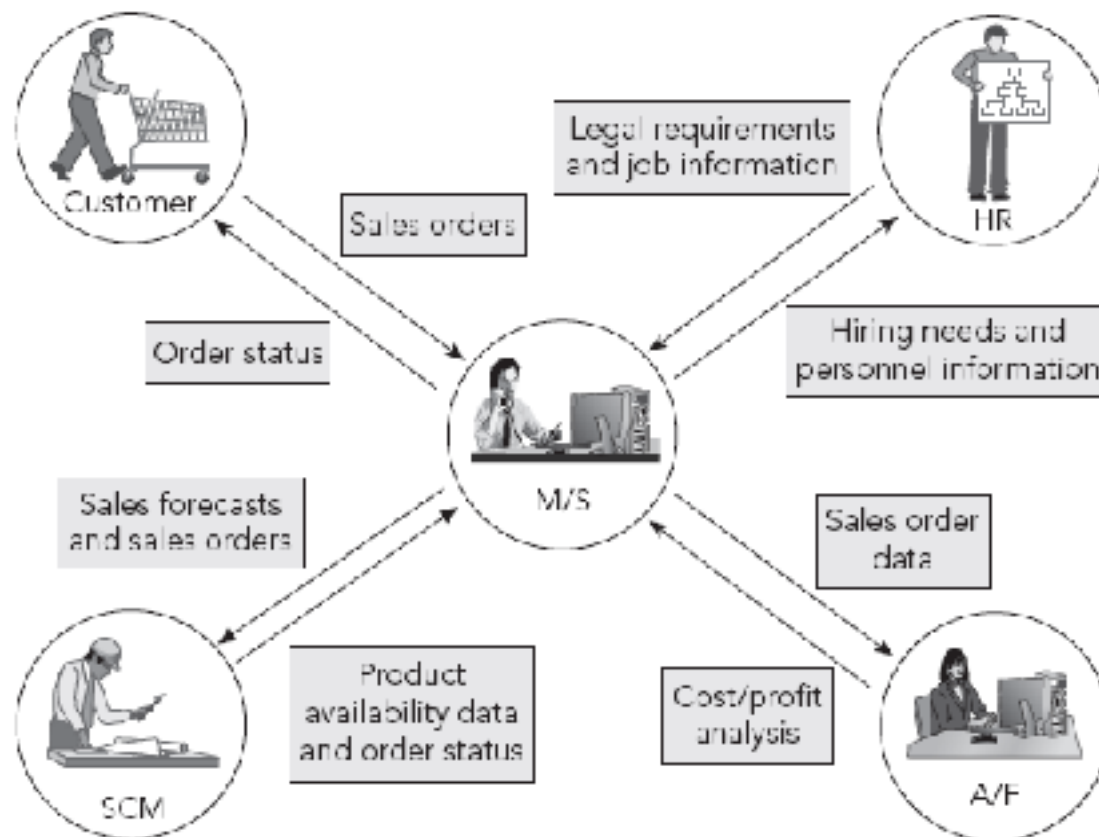 Customer
Sales orders
Legal requirements
and job information
HR
Order status
Hiring needs and
personnel information
M/S
Sales forecasts
and sales orders
Sales order
data
Product
availability data
and order status
Cost/profit
analysis
SCM
A/F